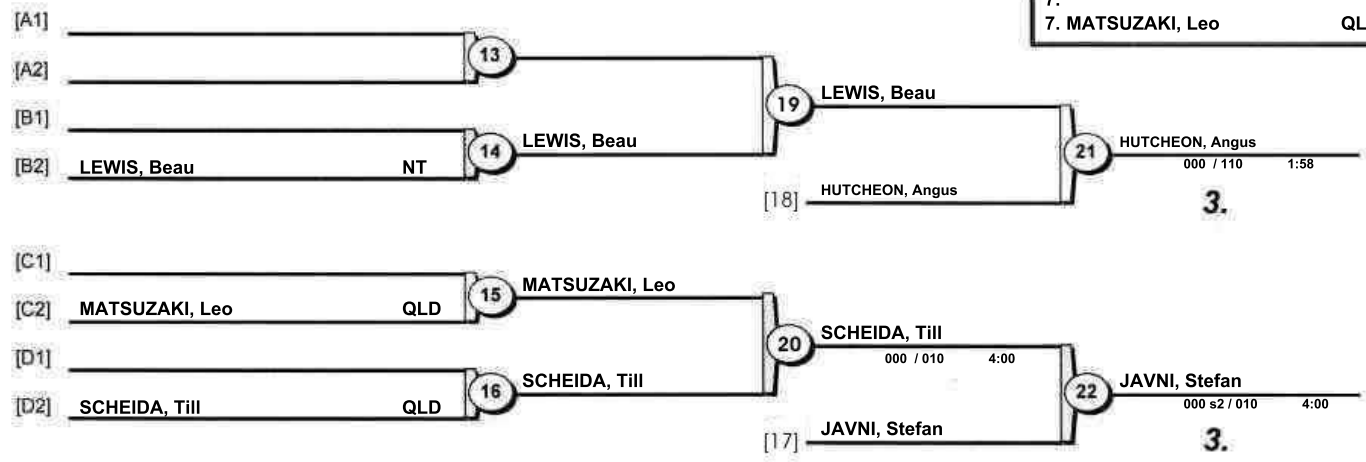 7.
7. MATSUZAKI, Leo QL
[A1]
13
[A2]
19 LEWIS, Beau
[B1]
14 LEWIS, Beau
21 HUTCHEON, Angus
000 / 110 1:58
[B2] LEWIS, Beau NT
[18] HUTCHEON, Angus
3.
[C1]
15 MATSUZAKI, Leo
[C2] MATSUZAKI, Leo QLD
20 SCHEIDA, Till
000 / 010 4:00
[D1]
16 SCHEIDA, Till
22 JAVNI, Stefan
000 s2 / 010 4:00
[D2] SCHEIDA, Till QLD
[17] JAVNI, Stefan
3.